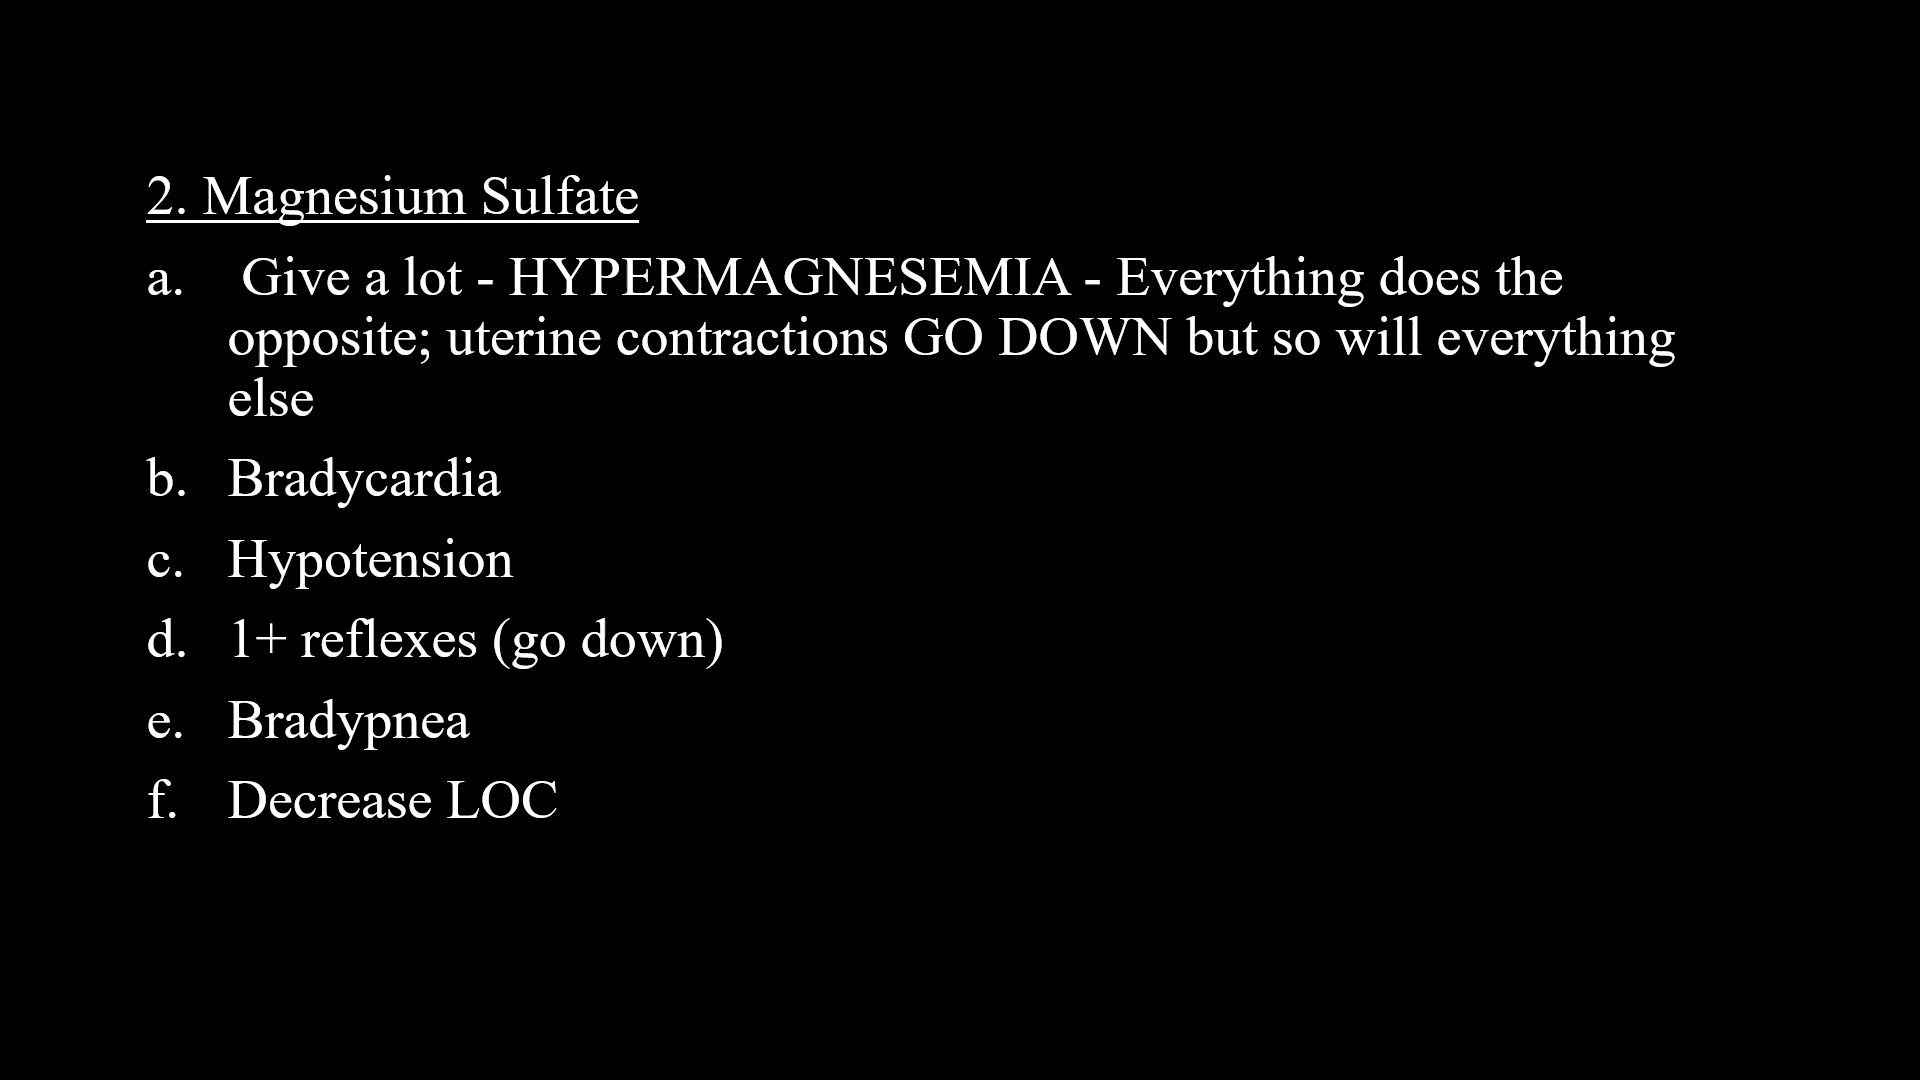 2. Magnesium Sulfate
a. Give a lot - HYPERMAGNESEMIA - Everything does the
opposite; uterine contractions GO DOWN but so will everything
else
b. Bradycardia
c. Hypotension
d. 1+ reflexes (go down)
e. Bradypnea
f. Decrease LOC